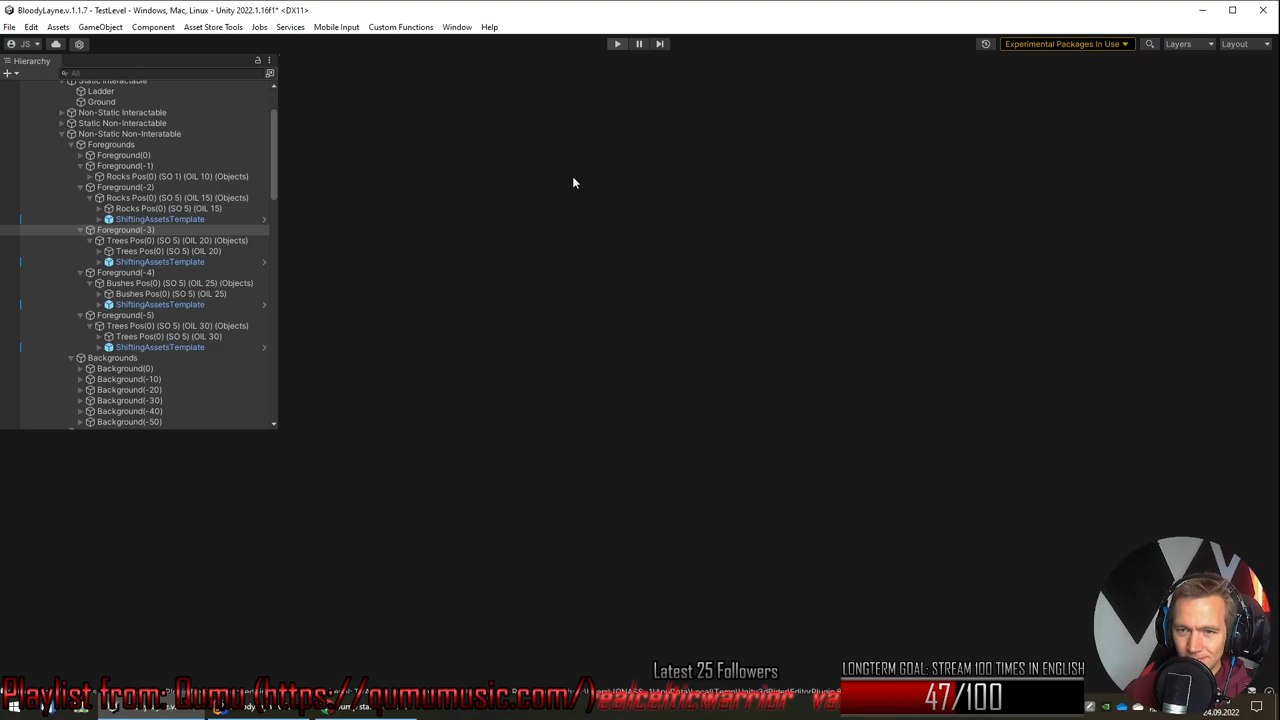 BloodyLayne.v.1.1.7 - TestLevel - Windows, Mac, Linux - Unity 2022.1.16f1* <DX11>
File Edit Assets GameObject Component Asset Store Tools Jobs Services Mobile Input Custom Functions Window Help
JS Experimental Packages In Use Layers Layout
Hierarchy
All
Static Interactable
Ladder
Ground
Non-Static Interactable
Static Non-Interactable
Non-Static Non-Interatable
Foregrounds
Foreground(0)
Foreground(-1)
Rocks Pos(0) (SO 1) (OIL 10) (Objects)
Foreground(-2)
Rocks Pos(0) (SO 5) (OIL 15) (Objects)
Rocks Pos(0) (SO 5) (OIL 15)
ShiftingAssetsTemplate
Foreground(-3)
Trees Pos(0) (SO 5) (OIL 20) (Objects)
Trees Pos(0) (SO 5) (OIL 20)
ShiftingAssetsTemplate
Foreground(-4)
Bushes Pos(0) (SO 5) (OIL 25) (Objects)
Bushes Pos(0) (SO 5) (OIL 25)
ShiftingAssetsTemplate
Foreground(-5)
Trees Pos(0) (SO 5) (OIL 30) (Objects)
Trees Pos(0) (SO 5) (OIL 30)
ShiftingAssetsTemplate
Backgrounds
Background(0)
Background(-10)
Background(-20)
Background(-30)
Background(-40)
Background(-50)
Latest 25 Followers
LONGTERM GOAL: STREAM 100 TIMES IN ENGLISH
Playlist from: Qumu(https://qumumusic.com/)
47/100
24.09.2022